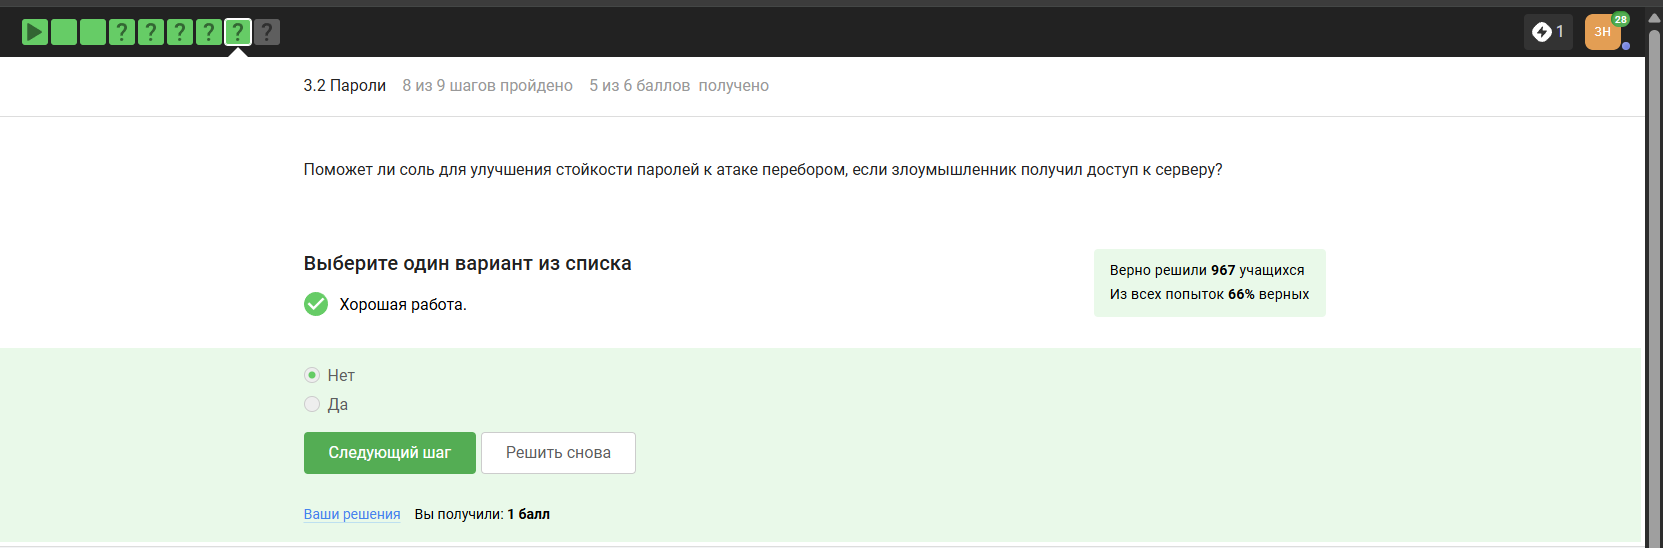 ? ? ? ? ? ?
1
ЗН
28
3.2 Пароли 8 из 9 шагов пройдено 5 из 6 баллов получено
Поможет ли соль для улучшения стойкости паролей к атаке перебором, если злоумышленник получил доступ к серверу?
Выберите один вариант из списка
Хорошая работа.
Верно решили 967 учащихся
Из всех попыток 66% верных
Нет
Да
Следующий шаг
Решить снова
Ваши решения Вы получили: 1 балл